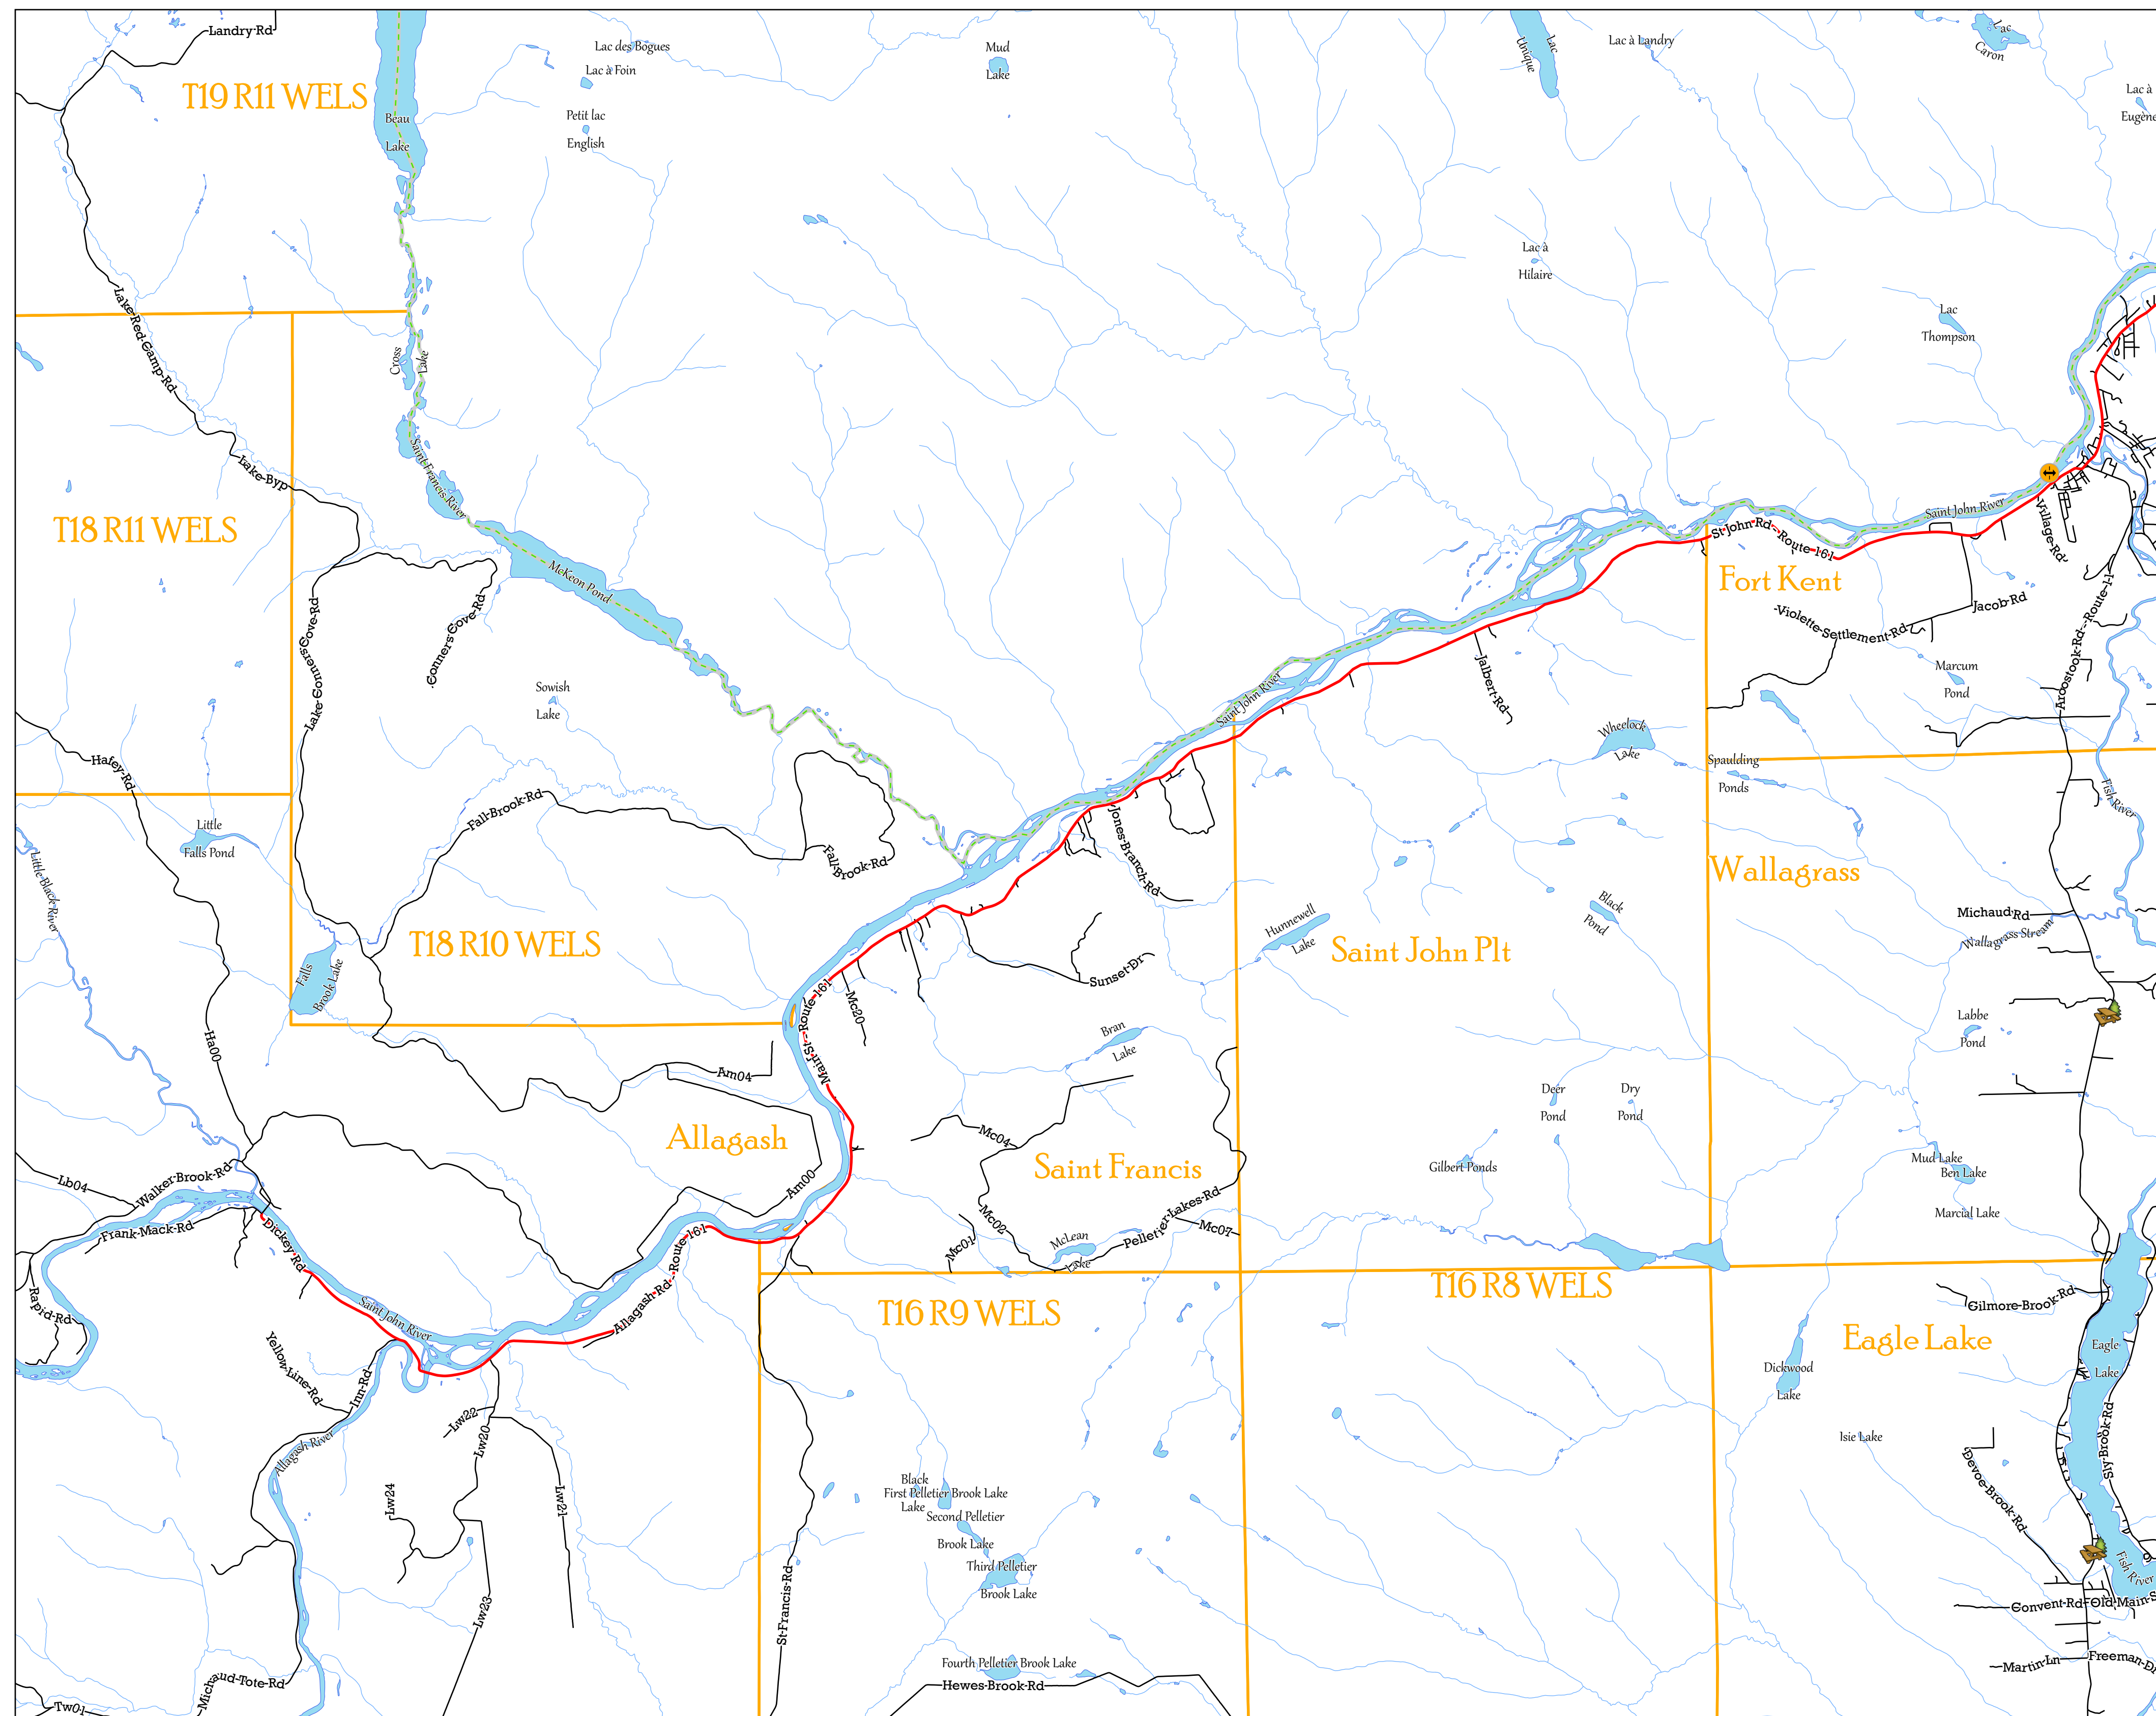 Landry Rd
Lac des Bogues
Mud
Lake
Lac
Unique
Lac à Landry
Lac
Caron
Lac à Foin
T19 R11 WELS
Lac à
Eugène
Beau
Lake
Petit lac
English
Lac à
Hilaire
Lake Red Camp Rd
Lac
Thompson
Cross
Lake
Saint Francis River
Lake Byp
T18 R11 WELS
Saint John River
St John Rd - Route 161
Village Rd
McKeon Pond
Fort Kent
Aroostook Rd - Route 11
Lake Conners Cove Rd
Conners Cove Rd
Violette Settlement Rd
Jacob Rd
Jalbert Rd
Marcum
Pond
Sowish
Lake
Saint John River
Wheelock
Lake
Hafey Rd
Spaulding
Ponds
Fish River
Fall Brook Rd
Little
Falls Pond
Jones Branch Rd
Little Black River
Fall Brook Rd
Wallagrass
Black
Pond
Michaud Rd
Wallagrass Stream
Hunnewell
Lake
T18 R10 WELS
Saint John Plt
Falls
Brook Lake
Sunset Dr
Mc20
Main St - Route 161
Ha00
Bran
Lake
Labbe
Pond
Am04
Deer
Pond
Dry
Pond
Allagash
Mc04
Saint Francis
Gilbert Ponds
Mud Lake
Ben Lake
Lb04
Walker Brook Rd
Am00
Pelletier Lakes Rd
Mc02
Mc07
Marcial Lake
Frank Mack Rd
Dickey Rd
Mc01
McLean
Lake
Allagash Rd - Route 161
T16 R8 WELS
Rapid Rd
Saint John River
T16 R9 WELS
Gilmore Brook Rd
Eagle Lake
Eagle
Lake
Yellow Line Rd
Inn Rd
Dickwood
Lake
Lw22
Lw20
Sly Brook Rd
Isie Lake
Allagash River
Devoe Brook Rd
Lw24
Lw21
Black
Lake
First Pelletier Brook Lake
Second Pelletier
Brook Lake
Third Pelletier
Brook Lake
Fish River
Lw23
St Francis Rd
Convent Rd
Old Main S
Fourth Pelletier Brook Lake
Martin Ln
Freeman D
Michaud Tote Rd
Hewes Brook Rd
Tw01